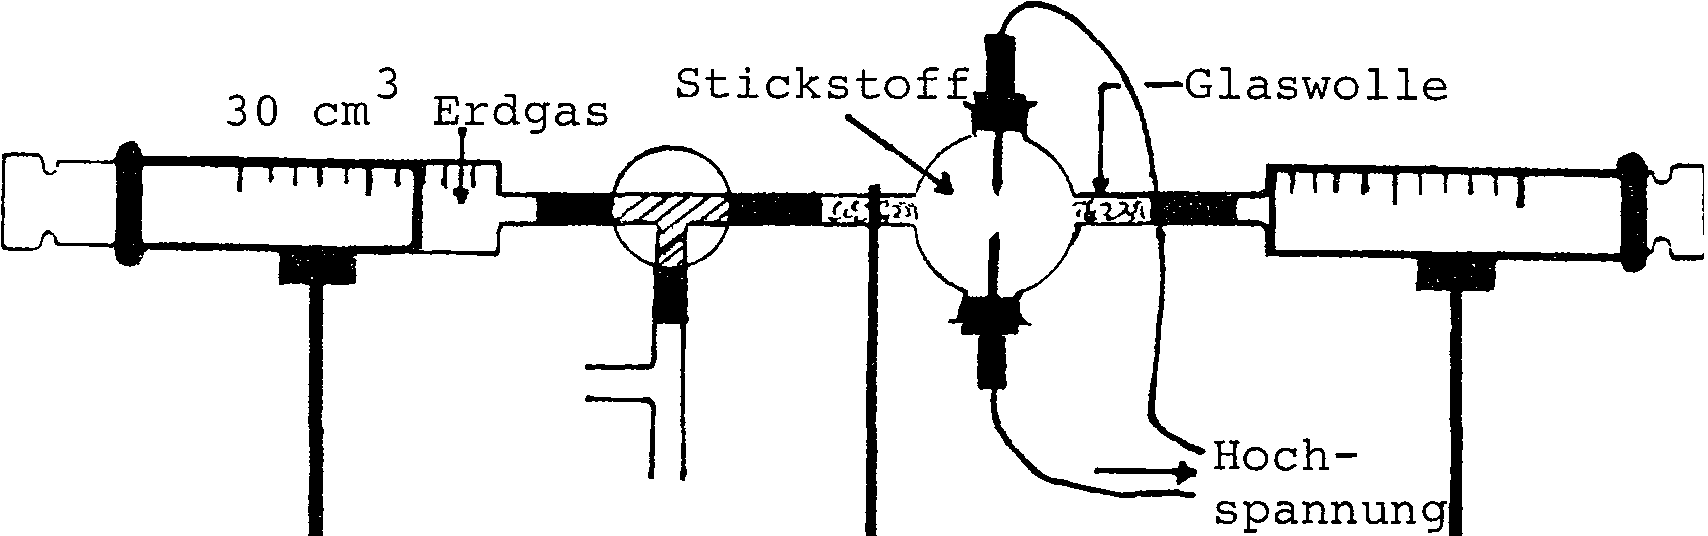 30 cm³ Erdgas
Stickstoff
Glaswolle
Hoch-
spannung